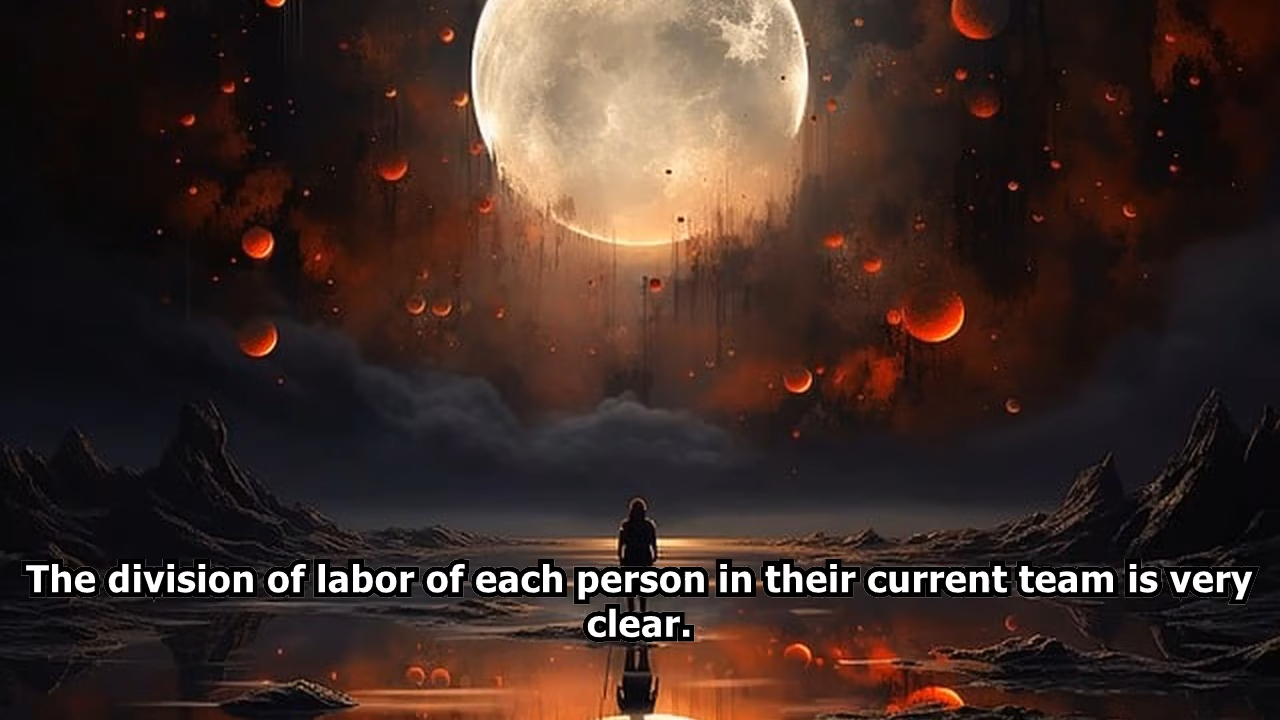 The division of labor of each person in their current team is very
clear.